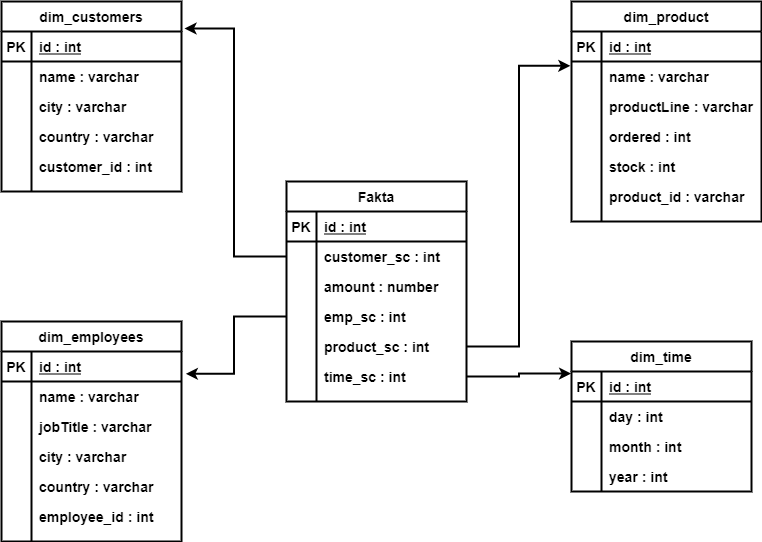 dim_customers
PK id : int
name : varchar
city : varchar
country : varchar
customer_id : int
dim_product
PK id : int
name : varchar
productLine : varchar
ordered : int
stock : int
product_id : varchar
Fakta
PK id : int
customer_sc : int
amount : number
emp_sc : int
product_sc : int
time_sc : int
dim_employees
PK id : int
name : varchar
jobTitle : varchar
city : varchar
country : varchar
employee_id : int
dim_time
PK id : int
day : int
month : int
year : int